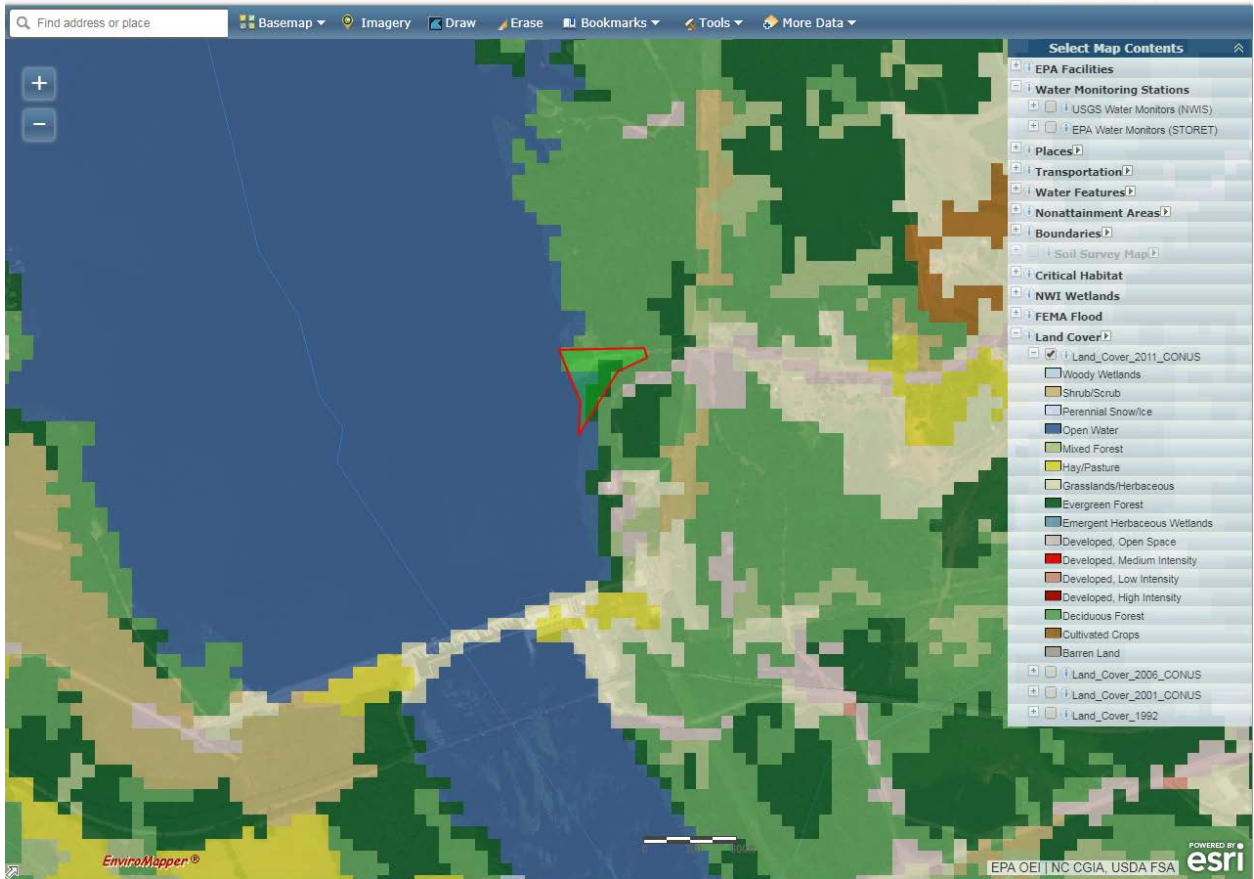 Find address or place
Basemap
Imagery
Draw
Erase
Bookmarks
Tools
More Data
+
−
Select Map Contents
EPA Facilities
Water Monitoring Stations
USGS Water Monitors (NWIS)
EPA Water Monitors (STORET)
Places
Transportation
Water Features
Nonattainment Areas
Boundaries
Soil Survey Map
Critical Habitat
NWI Wetlands
FEMA Flood
Land Cover
Land_Cover_2011_CONUS
Woody Wetlands
Shrub/Scrub
Perennial Snow/Ice
Open Water
Mixed Forest
Hay/Pasture
Grasslands/Herbaceous
Evergreen Forest
Emergent Herbaceous Wetlands
Developed, Open Space
Developed, Medium Intensity
Developed, Low Intensity
Developed, High Intensity
Deciduous Forest
Cultivated Crops
Barren Land
Land_Cover_2006_CONUS
Land_Cover_2001_CONUS
Land_Cover_1992
EnviroMapper ®
EPA OEI | NC CGIA, USDA FSA
POWERED BY
esri